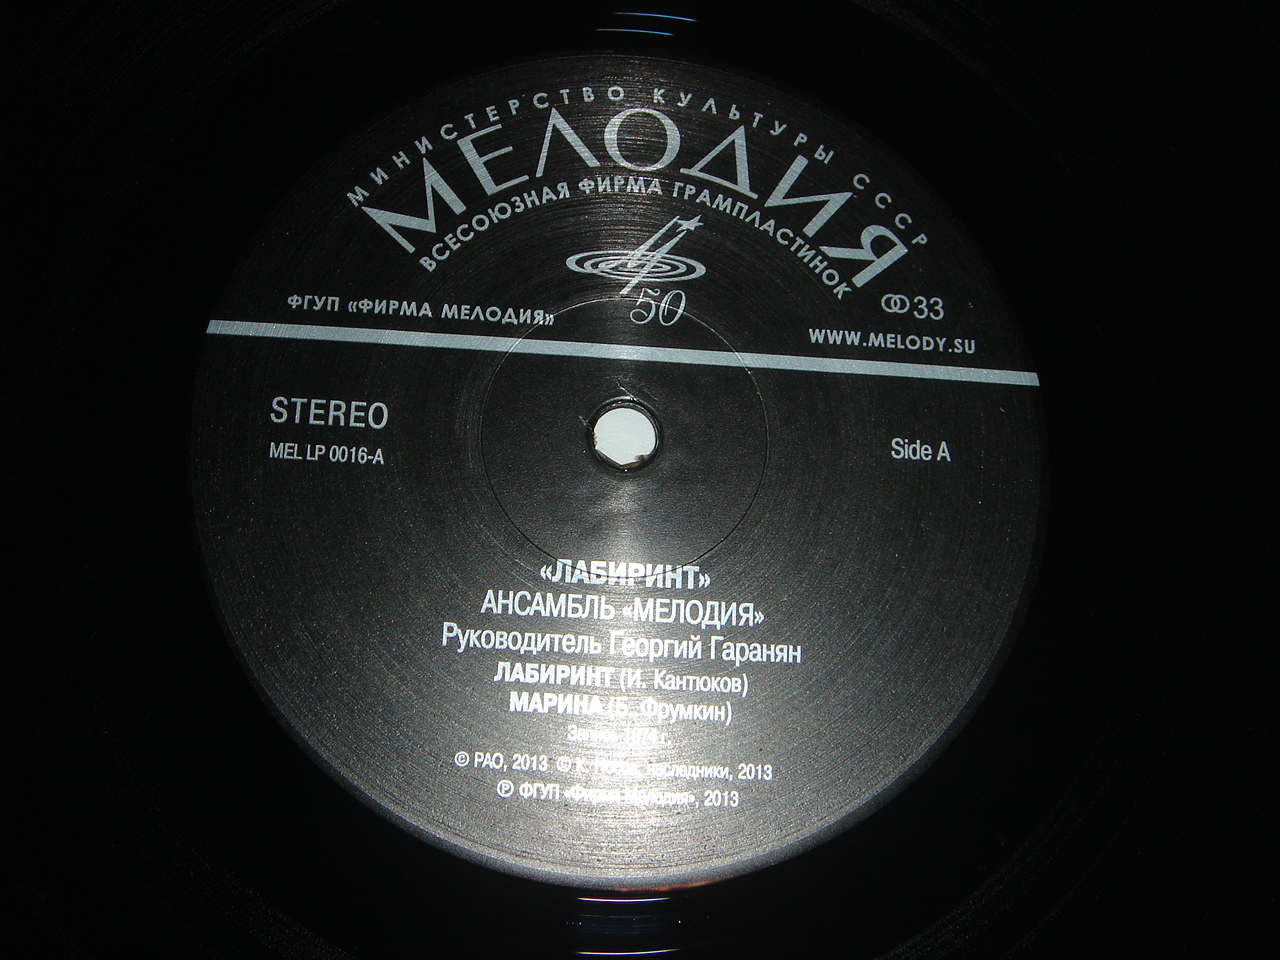 МИНИСТЕРСТВО КУЛЬТУРЫ СССР
МЕЛОДИЯ
ВСЕСОЮЗНАЯ ФИРМА ГРАМПЛАСТИНОК
50
33
ФГУП «ФИРМА МЕЛОДИЯ»
WWW.MELODY.SU
STEREO
MEL LP 0016-A
Side A
«ЛАБИРИНТ»
АНСАМБЛЬ «МЕЛОДИЯ»
Руководитель Георгий Гаранян
ЛАБИРИНТ (И. Кантюков)
МАРИНА (Б. Фрумкин)
Запись 1974 г.
© РАО, 2013 © К. наследники, 2013
℗ ФГУП «Фирма Мелодия», 2013